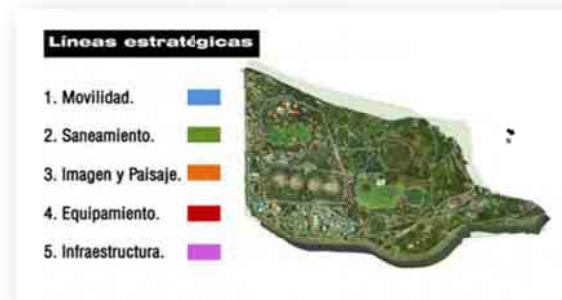 Líneas estratégicas
1. Movilidad.
2. Saneamiento.
3. Imagen y Paisaje.
4. Equipamiento.
5. Infraestructura.